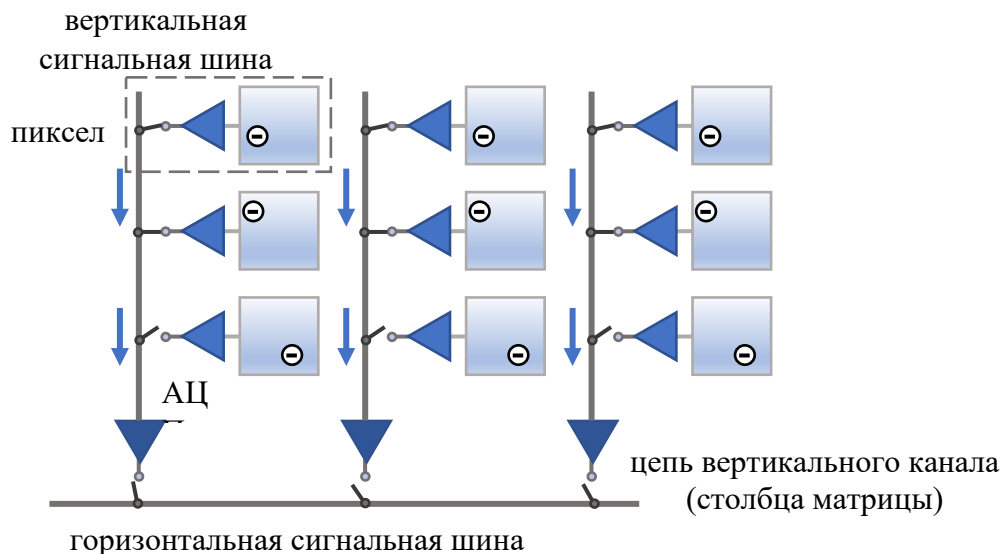 вертикальная
сигнальная шина
пиксел
АЦ
цепь вертикального канала
(столбца матрицы)
горизонтальная сигнальная шина